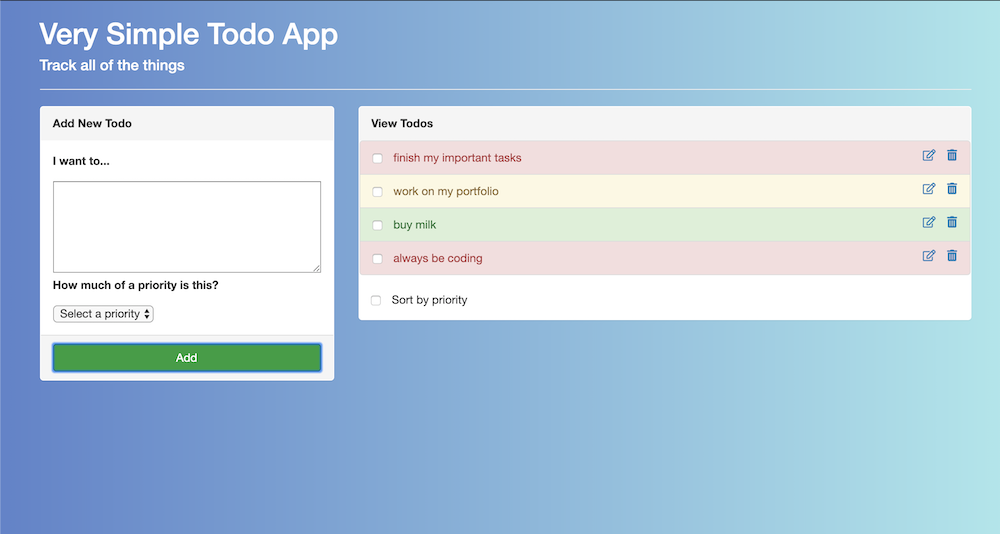 Very Simple Todo App
Track all of the things
Add New Todo
I want to...
How much of a priority is this?
Select a priority
Add
View Todos
finish my important tasks
work on my portfolio
buy milk
always be coding
Sort by priority